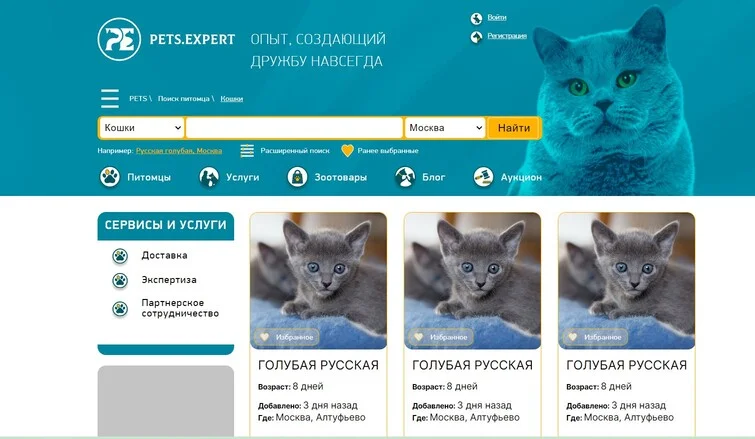 PETS.EXPERT
ОПЫТ, СОЗДАЮЩИЙ
ДРУЖБУ НАВСЕГДА
Войти
Регистрация
PETS \ Поиск питомца \ Кошки
Кошки Москва Найти
Например: Русская голубая, Москва Расширенный поиск Ранее выбранные
Питомцы Услуги Зоотовары Блог Аукцион
СЕРВИСЫ И УСЛУГИ
Доставка
Экспертиза
Партнерское
сотрудничество
Избранное
ГОЛУБАЯ РУССКАЯ
Возраст: 8 дней
Добавлено: 3 дня назад
Где: Москва, Алтуфьево
Избранное
ГОЛУБАЯ РУССКАЯ
Возраст: 8 дней
Добавлено: 3 дня назад
Где: Москва, Алтуфьево
Избранное
ГОЛУБАЯ РУССКАЯ
Возраст: 8 дней
Добавлено: 3 дня назад
Где: Москва, Алтуфьево